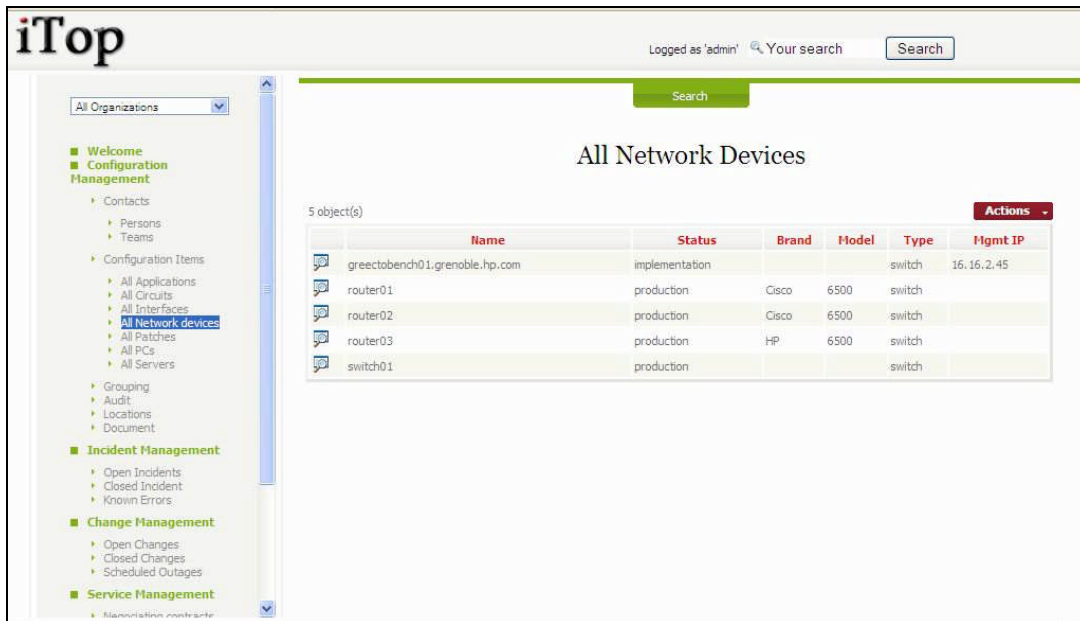 iTop
Logged as 'admin' Your search Search
All Organizations
Welcome
Configuration
Management
Contacts
Persons
Teams
Configuration Items
All Applications
All Circuits
All Interfaces
All Network devices
All Patches
All PCs
All Servers
Grouping
Audit
Locations
Document
Incident Management
Open Incidents
Closed Incident
Known Errors
Change Management
Open Changes
Closed Changes
Scheduled Outages
Service Management
Negociating contracts
Search
All Network Devices
5 object(s) Actions
Name Status Brand Model Type Mgmt IP
greectobench01.grenoble.hp.com implementation switch 16.16.2.45
router01 production Cisco 6500 switch
router02 production Cisco 6500 switch
router03 production HP 6500 switch
switch01 production switch